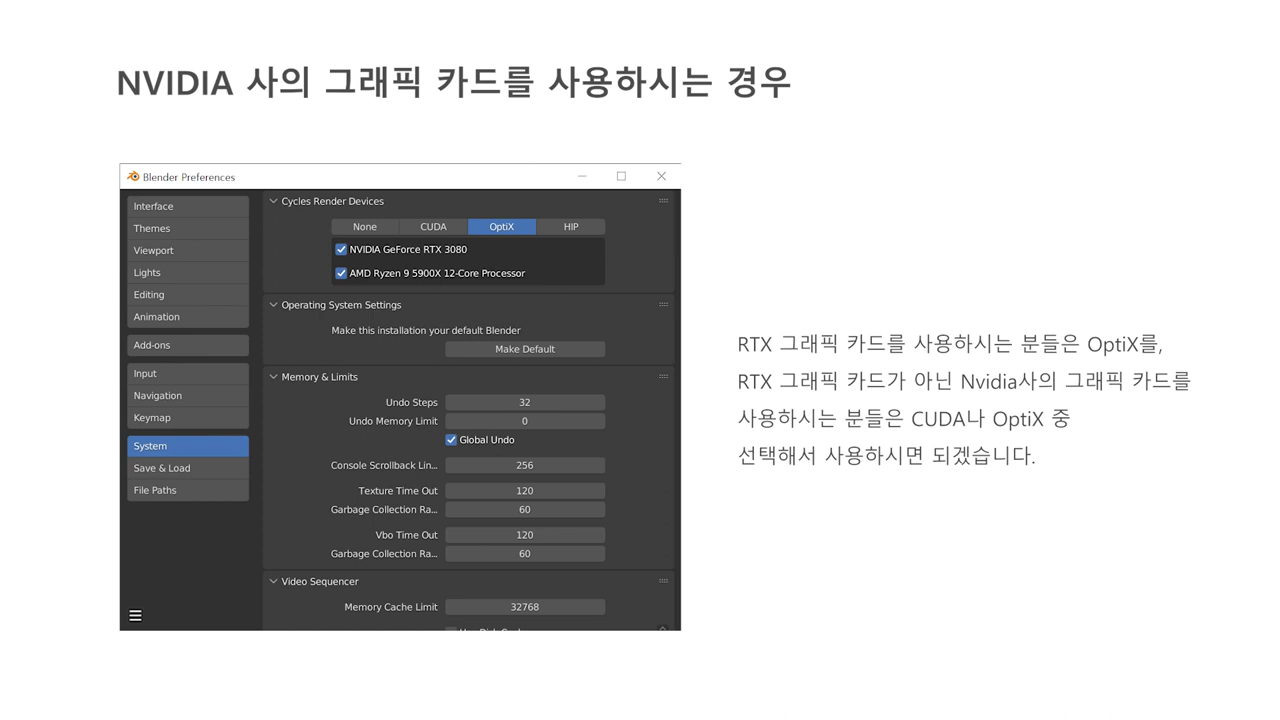 NVIDIA 사의 그래픽 카드를 사용하시는 경우
Blender Preferences
Interface
Themes
Viewport
Lights
Editing
Animation
Add-ons
Input
Navigation
Keymap
System
Save & Load
File Paths
Cycles Render Devices
None CUDA OptiX HIP
NVIDIA GeForce RTX 3080
AMD Ryzen 9 5900X 12-Core Processor
Operating System Settings
Make this installation your default Blender
Make Default
Memory & Limits
Undo Steps 32
Undo Memory Limit 0
Global Undo
Console Scrollback Lin... 256
Texture Time Out 120
Garbage Collection Ra... 60
Vbo Time Out 120
Garbage Collection Ra... 60
Video Sequencer
Memory Cache Limit 32768
RTX 그래픽 카드를 사용하시는 분들은 OptiX를,
RTX 그래픽 카드가 아닌 Nvidia사의 그래픽 카드를
사용하시는 분들은 CUDA나 OptiX 중
선택해서 사용하시면 되겠습니다.